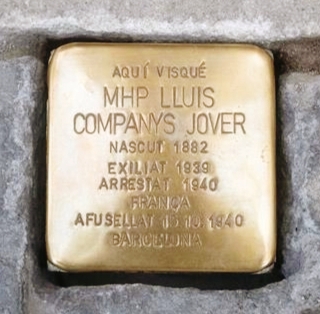 AQUÍ VISQUÉ
MHP LLUIS
COMPANYS JOVER
NASCUT 1882
EXILIAT 1939
ARRESTAT 1940
FRANÇA
AFUSELLAT 15 10 1940
BARCELONA